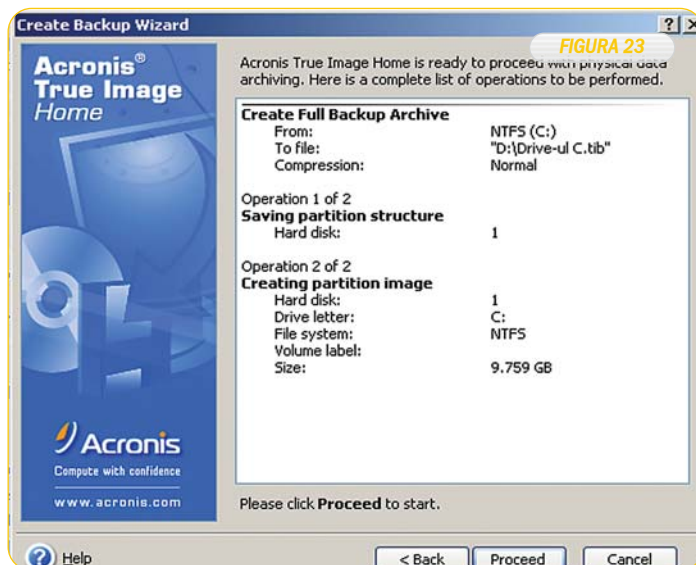 Create Backup Wizard
FIGURA 23
Acronis®
True Image
Home
Acronis True Image Home is ready to proceed with physical data
archiving. Here is a complete list of operations to be performed.
Create Full Backup Archive
From: NTFS (C:)
To file: "D:\Drive-ul C.tib"
Compression: Normal
Operation 1 of 2
Saving partition structure
Hard disk: 1
Operation 2 of 2
Creating partition image
Hard disk: 1
Drive letter: C:
File system: NTFS
Volume label:
Size: 9.759 GB
Acronis
Compute with confidence
www.acronis.com
Please click Proceed to start.
? Help
< Back Proceed Cancel